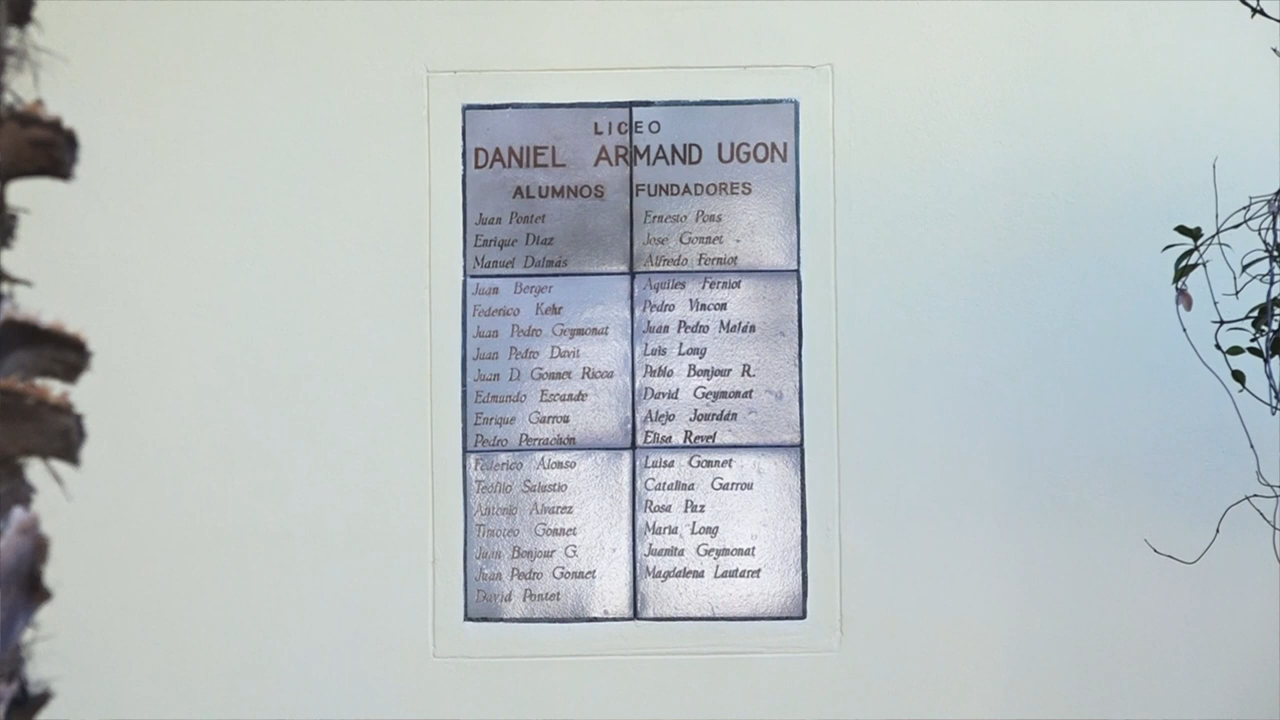 LICEO
DANIEL ARMAND UGON
ALUMNOS FUNDADORES
Juan Pontet
Enrique Diaz
Manuel Dalmás
Juan Berger
Federico Kehr
Juan Pedro Geymonat
Juan Pedro Davit
Juan D. Gonnet Ricca
Edmundo Escande
Enrique Garrou
Pedro Perrachón
Federico Alonso
Teófilo Salustio
Antonio Alvarez
Timoteo Gonnet
Juan Bonjour G.
Juan Pedro Gonnet
David Pontet
Ernesto Pons
José Gonnet
Alfredo Ferniot
Aquiles Ferniot
Pedro Vincon
Juan Pedro Malán
Luis Long
Pablo Bonjour R.
David Geymonat
Alejo Jourdán
Elisa Revel
Luisa Gonnet
Catalina Garrou
Rosa Paz
Maria Long
Juanita Geymonat
Magdalena Lautaret